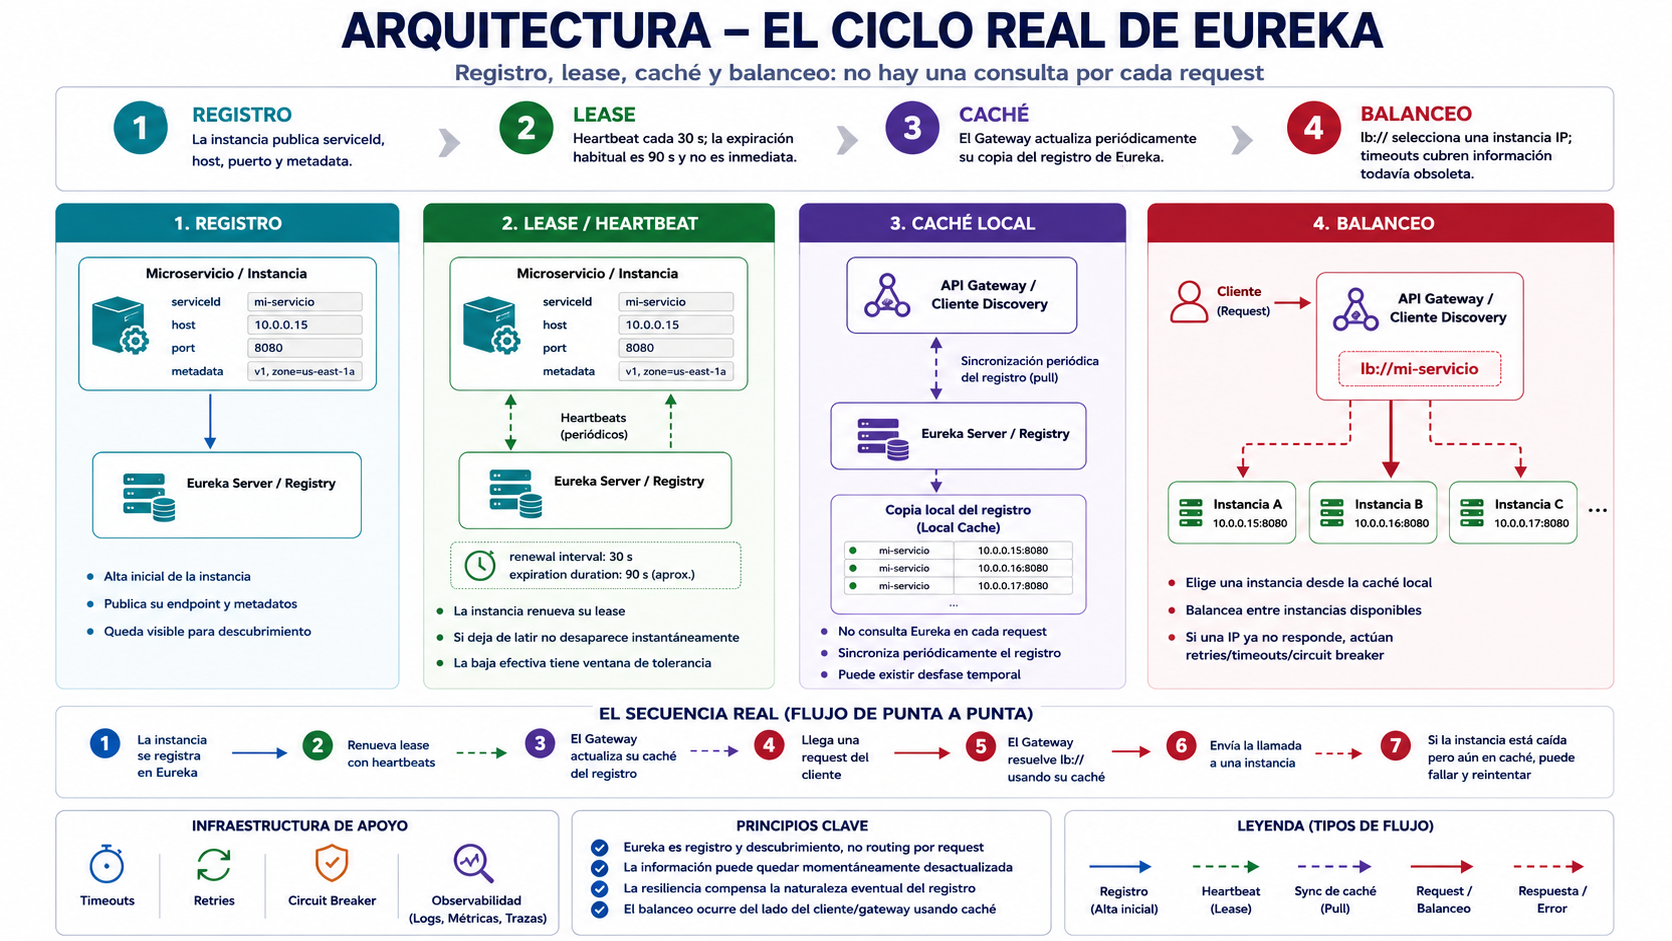 ARQUITECTURA – EL CICLO REAL DE EUREKA
Registro, lease, caché y balanceo: no hay una consulta por cada request
1
REGISTRO
La instancia publica serviceId,
host, puerto y metadata.
2
LEASE
Heartbeat cada 30 s; la expiración
habitual es 90 s y no es inmediata.
3
CACHÉ
El Gateway actualiza periódicamente
su copia del registro de Eureka.
4
BALANCEO
lb:// selecciona una instancia IP;
timeouts cubren información
todavía obsoleta.
1. REGISTRO
Microservicio / Instancia
serviceId mi-servicio
host 10.0.0.15
port 8080
metadata v1, zone=us-east-1a
Eureka Server / Registry
• Alta inicial de la instancia
• Publica su endpoint y metadatos
• Queda visible para descubrimiento
2. LEASE / HEARTBEAT
Microservicio / Instancia
serviceId mi-servicio
host 10.0.0.15
port 8080
metadata v1, zone=us-east-1a
Heartbeats
(periódicos)
Eureka Server / Registry
renewal interval: 30 s
expiration duration: 90 s (aprox.)
• La instancia renueva su lease
• Si deja de latir no desaparece instantáneamente
• La baja efectiva tiene ventana de tolerancia
3. CACHÉ LOCAL
API Gateway /
Cliente Discovery
Sincronización periódica
del registro (pull)
Eureka Server / Registry
Copia local del registro
(Local Cache)
mi-servicio 10.0.0.15:8080
mi-servicio 10.0.0.16:8080
mi-servicio 10.0.0.17:8080
...
• No consulta Eureka en cada request
• Sincroniza periódicamente el registro
• Puede existir desfase temporal
4. BALANCEO
Cliente
(Request)
API Gateway /
Cliente Discovery
lb://mi-servicio
Instancia A
10.0.0.15:8080
Instancia B
10.0.0.16:8080
Instancia C
10.0.0.17:8080
...
• Elige una instancia desde la caché local
• Balancea entre instancias disponibles
• Si una IP ya no responde, actúan
retries/timeouts/circuit breaker
EL SECUENCIA REAL (FLUJO DE PUNTA A PUNTA)
1
La instancia
se registra
en Eureka
2
Renueva lease
con heartbeats
3
El Gateway
actualiza su caché
del registro
4
Llega una
request del
cliente
5
El Gateway
resuelve lb://
usando su caché
6
Envía la llamada
a una instancia
7
Si la instancia está caída
pero aún en caché, puede
fallar y reintentar
INFRAESTRUCTURA DE APOYO
Timeouts
Retries
Circuit Breaker
Observabilidad
(Logs, Métricas, Trazas)
PRINCIPIOS CLAVE
Eureka es registro y descubrimiento, no routing por request
La información puede quedar momentáneamente desactualizada
La resiliencia compensa la naturaleza eventual del registro
El balanceo ocurre del lado del cliente/gateway usando caché
LEYENDA (TIPOS DE FLUJO)
Registro
(Alta inicial)
Heartbeat
(Lease)
Sync de caché
(Pull)
Request /
Balanceo
Respuesta /
Error